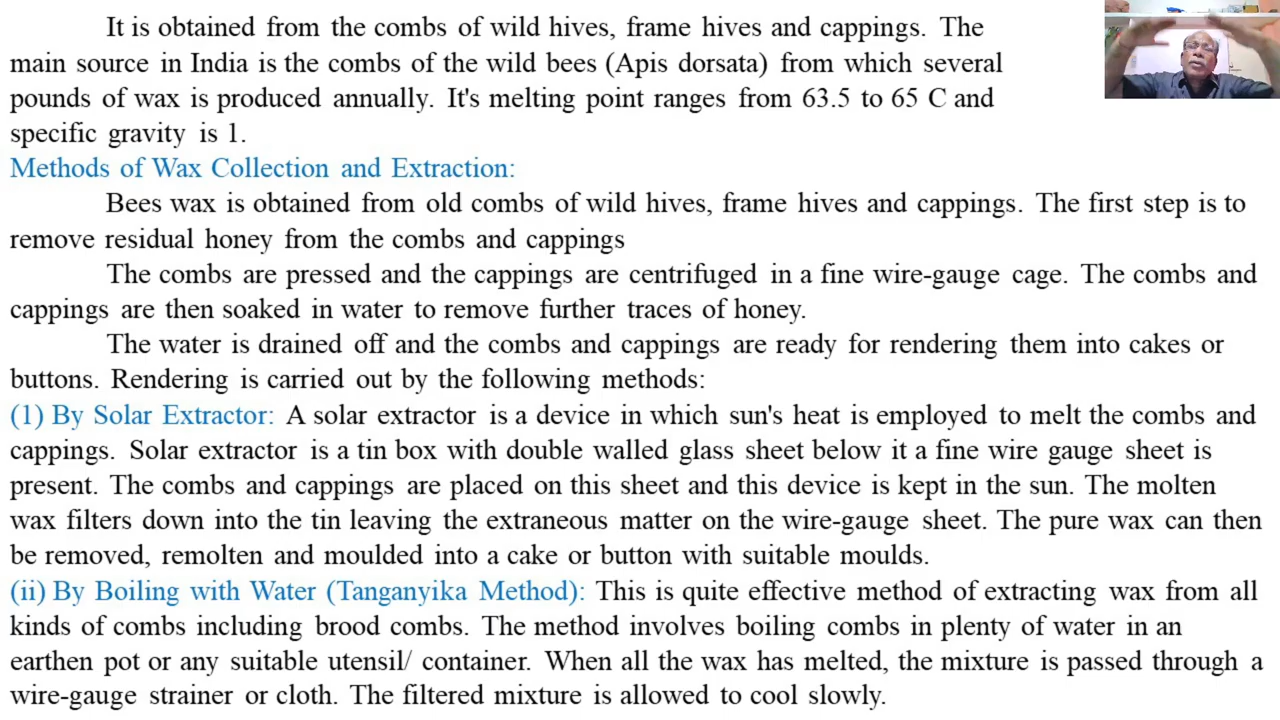 It is obtained from the combs of wild hives, frame hives and cappings. The
main source in India is the combs of the wild bees (Apis dorsata) from which several
pounds of wax is produced annually. It's melting point ranges from 63.5 to 65 C and
specific gravity is 1.
Methods of Wax Collection and Extraction:
Bees wax is obtained from old combs of wild hives, frame hives and cappings. The first step is to
remove residual honey from the combs and cappings
The combs are pressed and the cappings are centrifuged in a fine wire-gauge cage. The combs and
cappings are then soaked in water to remove further traces of honey.
The water is drained off and the combs and cappings are ready for rendering them into cakes or
buttons. Rendering is carried out by the following methods:
(1) By Solar Extractor: A solar extractor is a device in which sun's heat is employed to melt the combs and
cappings. Solar extractor is a tin box with double walled glass sheet below it a fine wire gauge sheet is
present. The combs and cappings are placed on this sheet and this device is kept in the sun. The molten
wax filters down into the tin leaving the extraneous matter on the wire-gauge sheet. The pure wax can then
be removed, remolten and moulded into a cake or button with suitable moulds.
(ii) By Boiling with Water (Tanganyika Method): This is quite effective method of extracting wax from all
kinds of combs including brood combs. The method involves boiling combs in plenty of water in an
earthen pot or any suitable utensil/ container. When all the wax has melted, the mixture is passed through a
wire-gauge strainer or cloth. The filtered mixture is allowed to cool slowly.